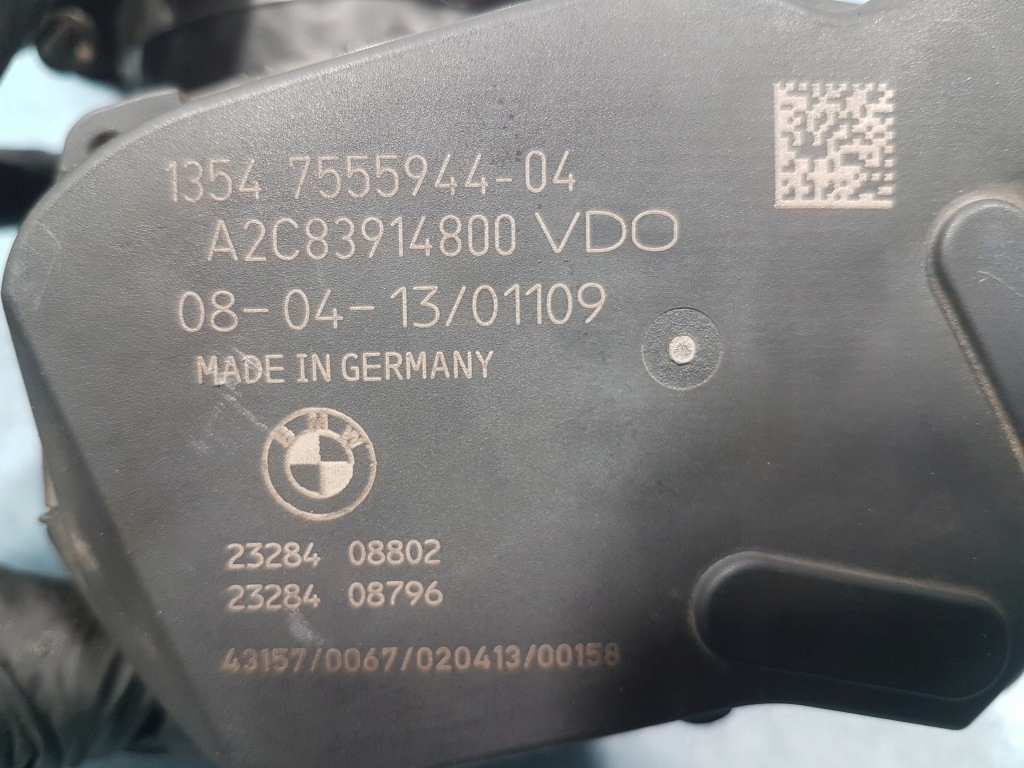 1354 7555944-04
A2C83914800 VDO
08-04-13/01109
MADE IN GERMANY
BMW
23284 08802
23284 08796
43157/0067/020413/00158